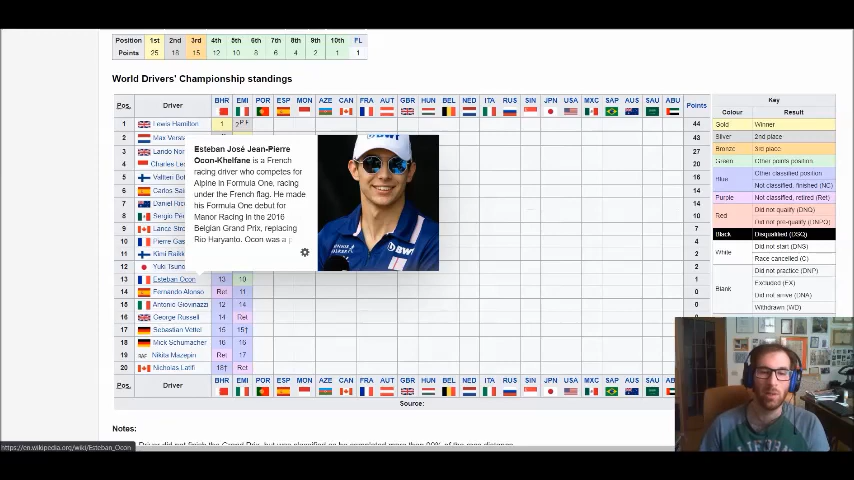 Position 1st 2nd 3rd 4th 5th 6th 7th 8th 9th 10th FL
Points 25 18 15 12 10 8 6 4 2 1 1
World Drivers' Championship standings
Pos. Driver BHR EMI POR ESP MON AZE CAN FRA AUT GBR HUN BEL NED ITA RUS SIN JPN USA MXC SAP AUS SAU ABU Points
1 Lewis Hamilton 1 2 P F 44
2 Max Versta 43
3 Lando Nor 27
4 Charles Lec 20
5 Valtteri Bott 16
6 Carlos Sai 14
7 Daniel Ric 14
8 Sergio Pé 10
9 Lance Stro 7
10 Pierre Gas
11 Kimi Raikk
12 Yuki Tsuno
13 Esteban Ocon 13 10 1
14 Fernando Alonso Ret 11 0
15 Antonio Giovinazzi 12 14 0
16 George Russell 14 Ret
17 Sebastian Vettel 15 15†
18 Mick Schumacher 16 16
19 Nikita Mazepin Ret 17
20 Nicholas Latifi 18† Ret
Pos. Driver BHR EMI POR ESP MON AZE CAN FRA AUT GBR HUN BEL NED ITA RUS SIN JPN USA MXC SAP AUS SAU ABU
Source:
Esteban José Jean-Pierre
Ocon-Khelfane is a French
racing driver who competes for
Alpine in Formula One, racing
under the French flag. He made
his Formula One debut for
Manor Racing in the 2016
Belgian Grand Prix, replacing
Rio Haryanto. Ocon was a
BWT
Key
Colour Result
Gold Winner
Silver 2nd place
Bronze 3rd place
Green Other points position
Blue Other classified position
Not classified, finished (NC)
Purple Not classified, retired (Ret)
Red Did not qualify (DNQ)
Did not pre-qualify (DNPQ)
Black Disqualified (DSQ)
White Did not start (DNS)
Race cancelled (C)
Blank Did not practice (DNP)
Excluded (EX)
Did not arrive (DNA)
Withdrawn (WD)
Notes:
https://en.wikipedia.org/wiki/Esteban_Ocon